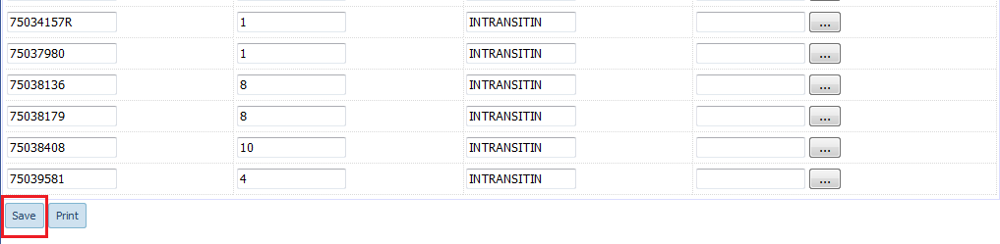 75034157R 1 INTRANSITIN ...
75037980 1 INTRANSITIN ...
75038136 8 INTRANSITIN ...
75038179 8 INTRANSITIN ...
75038408 10 INTRANSITIN ...
75039581 4 INTRANSITIN ...
Save Print